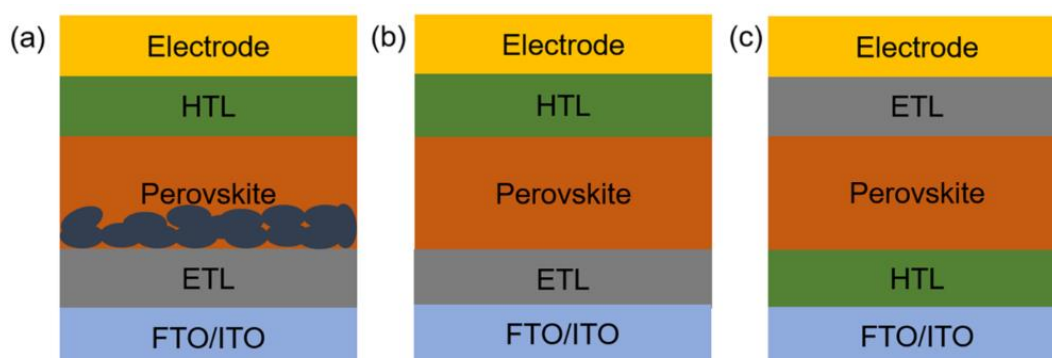 (a)
Electrode
HTL
Perovskite
ETL
FTO/ITO
(b)
Electrode
HTL
Perovskite
ETL
FTO/ITO
(c)
Electrode
ETL
Perovskite
HTL
FTO/ITO